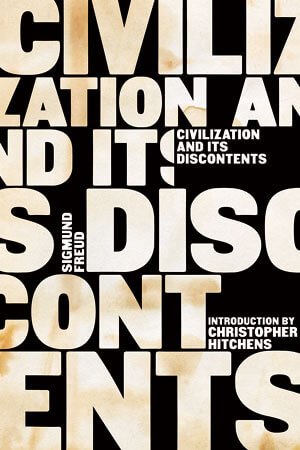 CIVILIZ
ZATION AN
ND ITS
CIVILIZATION
AND ITS
DISCONTENTS
S DISC
SIGMUND
FREUD
CONT
INTRODUCTION BY
CHRISTOPHER
HITCHENS
ENTS